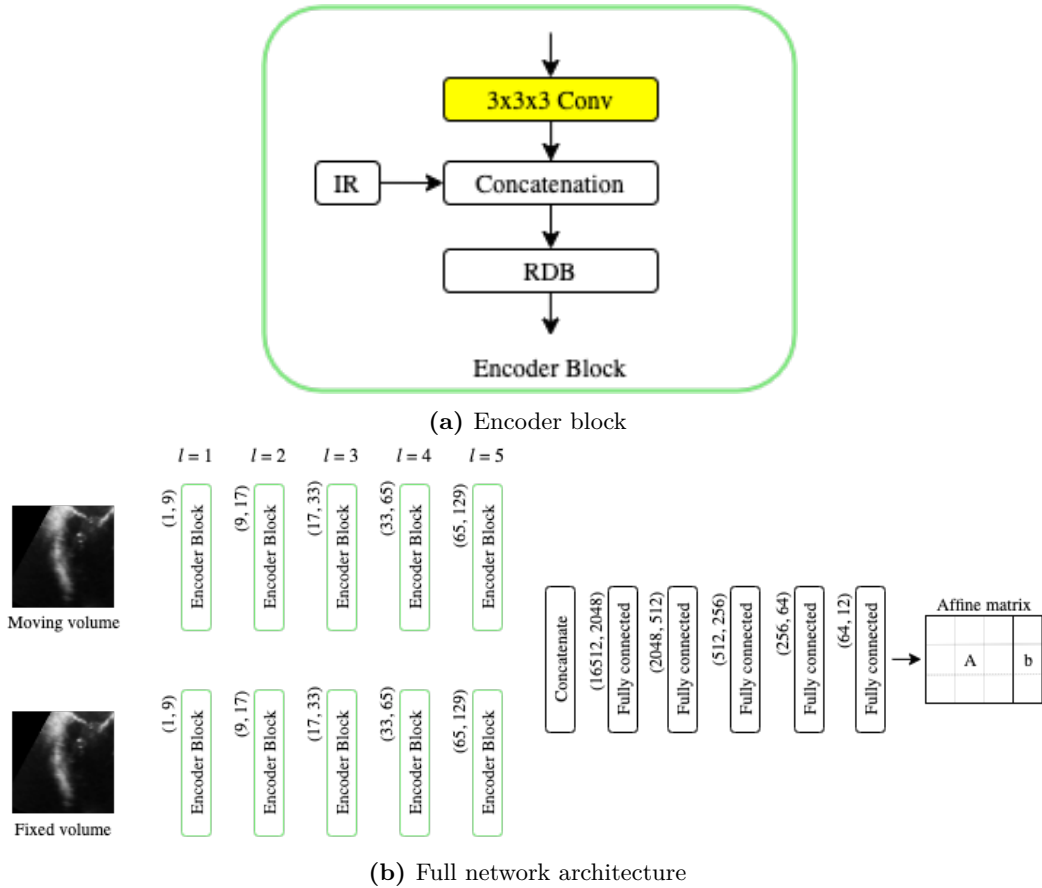 3x3x3 Conv
IR
Concatenation
RDB
Encoder Block
(a) Encoder block
l = 1
l = 2
l = 3
l = 4
l = 5
(1, 9)
Encoder Block
(9, 17)
Encoder Block
(17, 33)
Encoder Block
(33, 65)
Encoder Block
(65, 129)
Encoder Block
Moving volume
(1, 9)
Encoder Block
(9, 17)
Encoder Block
(17, 33)
Encoder Block
(33, 65)
Encoder Block
(65, 129)
Encoder Block
Fixed volume
Concatenate
(16512, 2048)
Fully connected
(2048, 512)
Fully connected
(512, 256)
Fully connected
(256, 64)
Fully connected
(64, 12)
Fully connected
Affine matrix
A
b
(b) Full network architecture